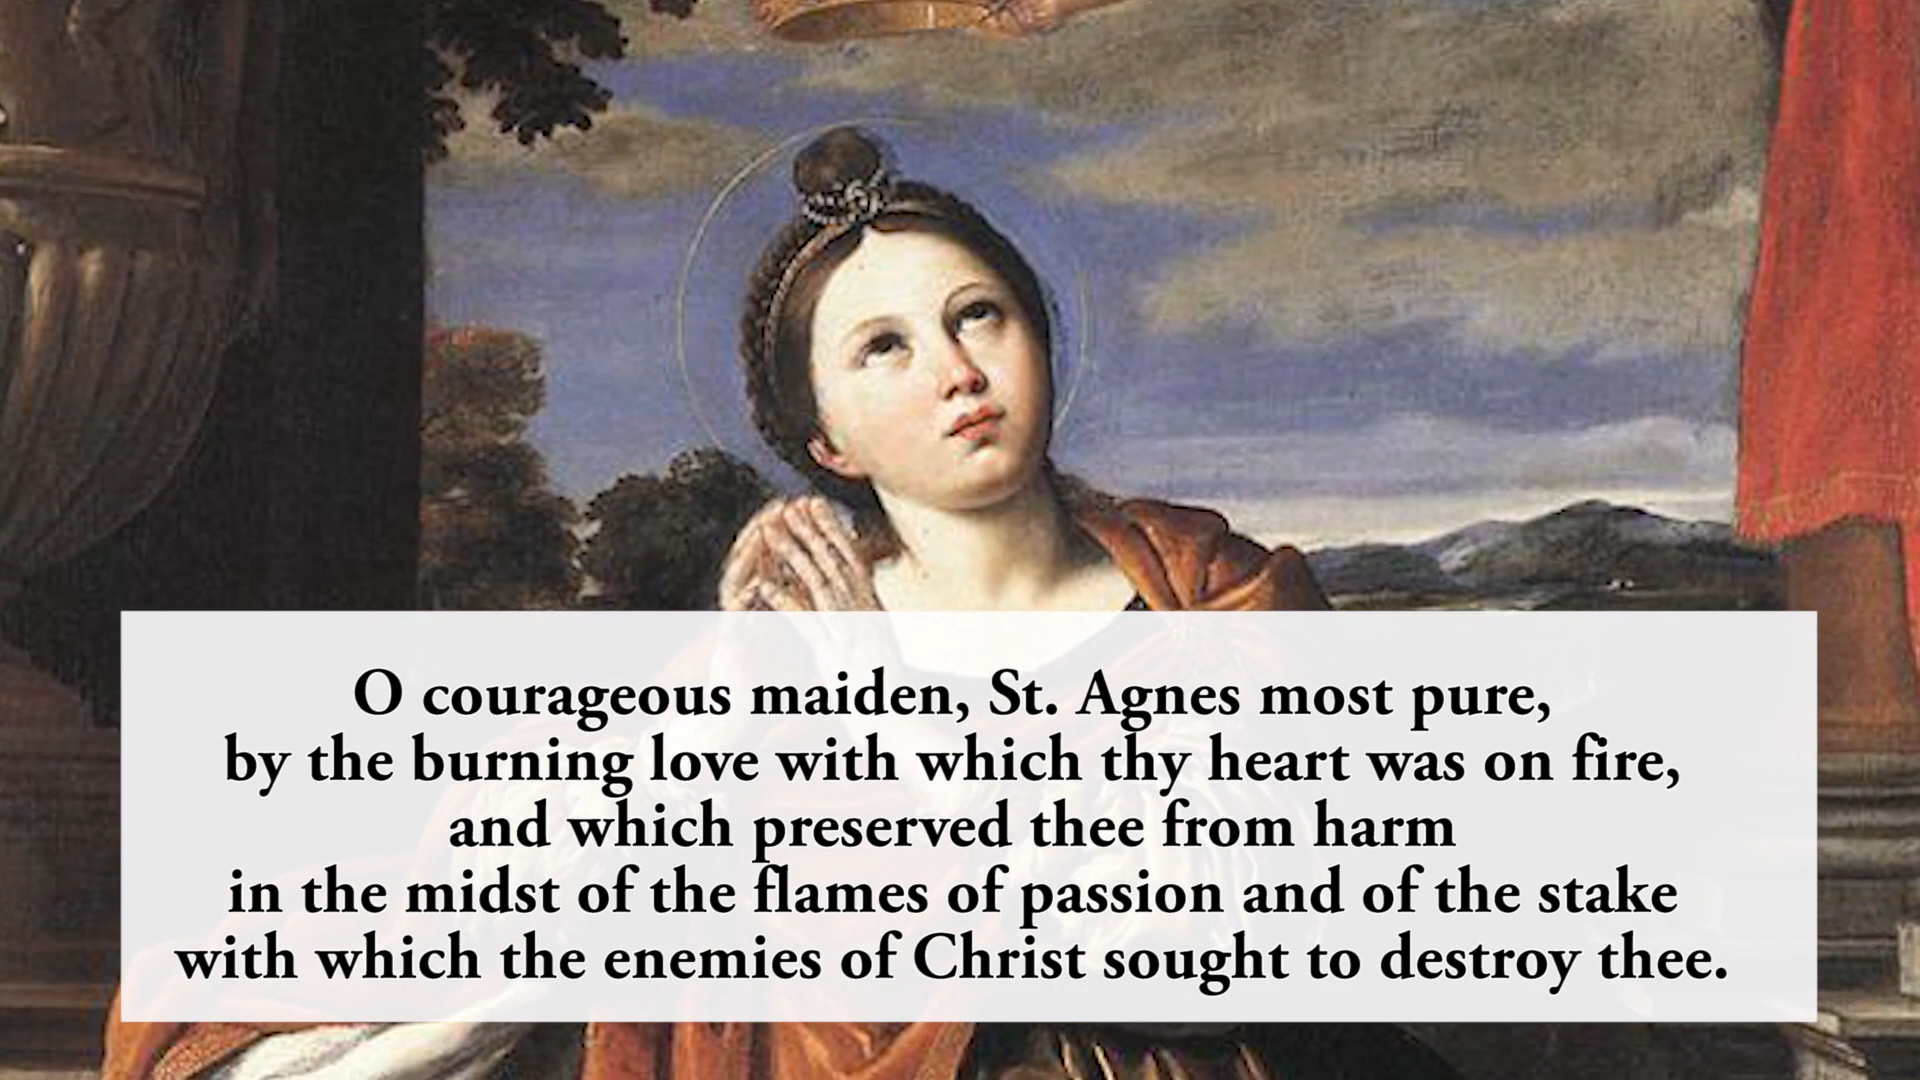 O courageous maiden, St. Agnes most pure,
by the burning love with which thy heart was on fire,
and which preserved thee from harm
in the midst of the flames of passion and of the stake
with which the enemies of Christ sought to destroy thee.